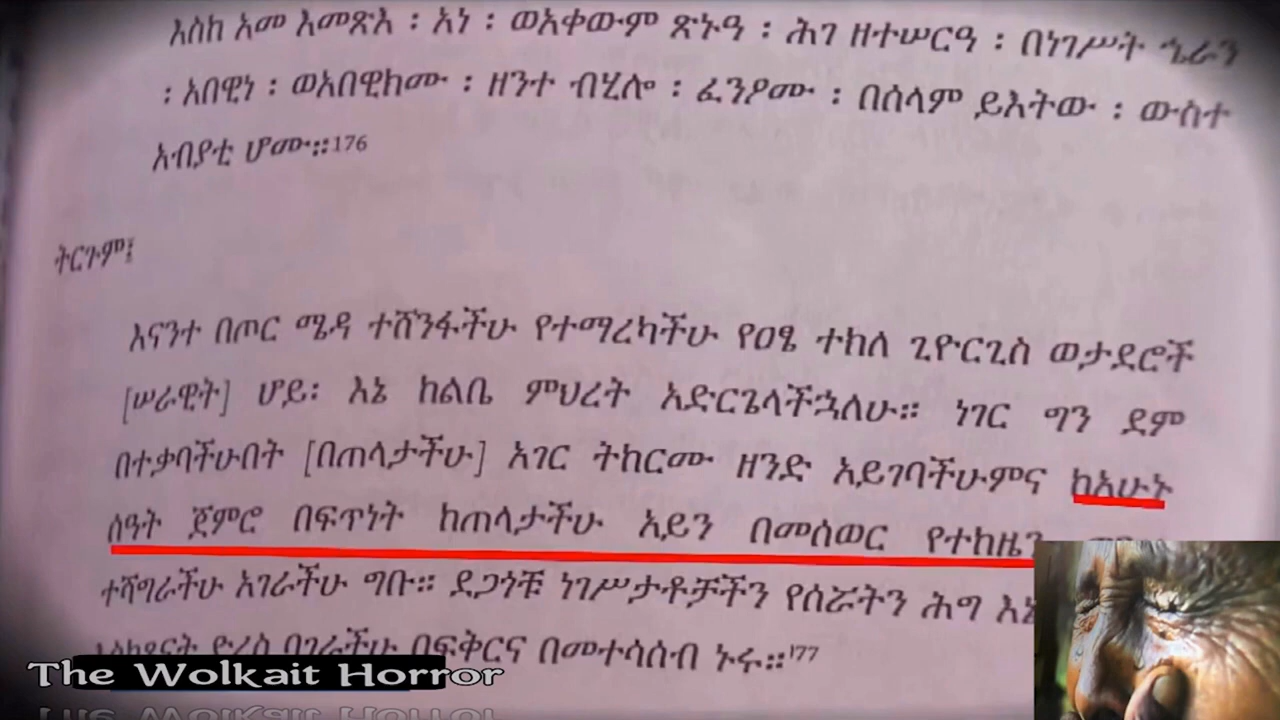 እስከ አመ እመጽእ ፡ አነ ፡ ወአቀውም ጽኑዓ ፡ ሕገ ዘተሠርዓ ፡ በነገሥት ኄራን
፡ አበዊነ ፡ ወአበዊክሙ ፡ ዘንተ ብሂሎ ፡ ፈንዖሙ ፡ በሰላም ይእትው ፡ ውስተ
አብያቲ ሆሙ።176
ትርጉም፤
እናንተ በጦር ሜዳ ተሸንፋችሁ የተማረካችሁ የዐፄ ተክለ ጊዮርጊስ ወታደሮች
[ሠራዊት] ሆይ፡ እኔ ከልቤ ምህረት አድርጌላችኋለሁ። ነገር ግን ደም
በተቃባችሁበት [በጠላታችሁ] አገር ትከርሙ ዘንድ አይገባችሁምና ከአሁኑ
ሰዓት ጀምሮ በፍጥነት ከጠላታችሁ አይን በመሰወር የተከዜን
ተሻግራችሁ አገራችሁ ግቡ። ደጋጎቹ ነገሥታቶቻችን የሰሯትን ሕግ
ድረስ በገራችሁ በፍቅርና በመተሳሰብ ኑሩ።177
The Wolkait Horror